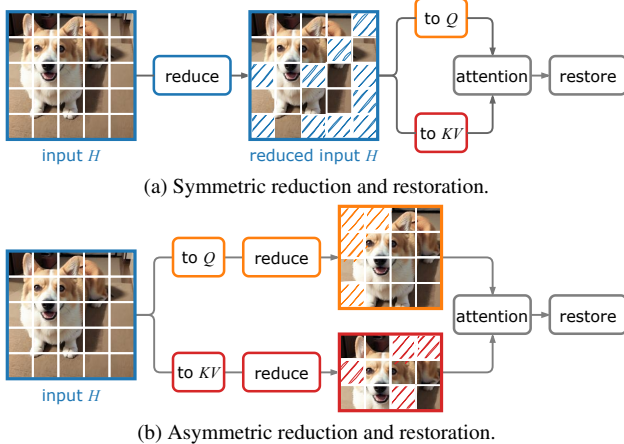 to Q
reduce
attention
restore
to KV
input H
reduced input H
(a) Symmetric reduction and restoration.
to Q
reduce
attention
restore
to KV
reduce
input H
(b) Asymmetric reduction and restoration.